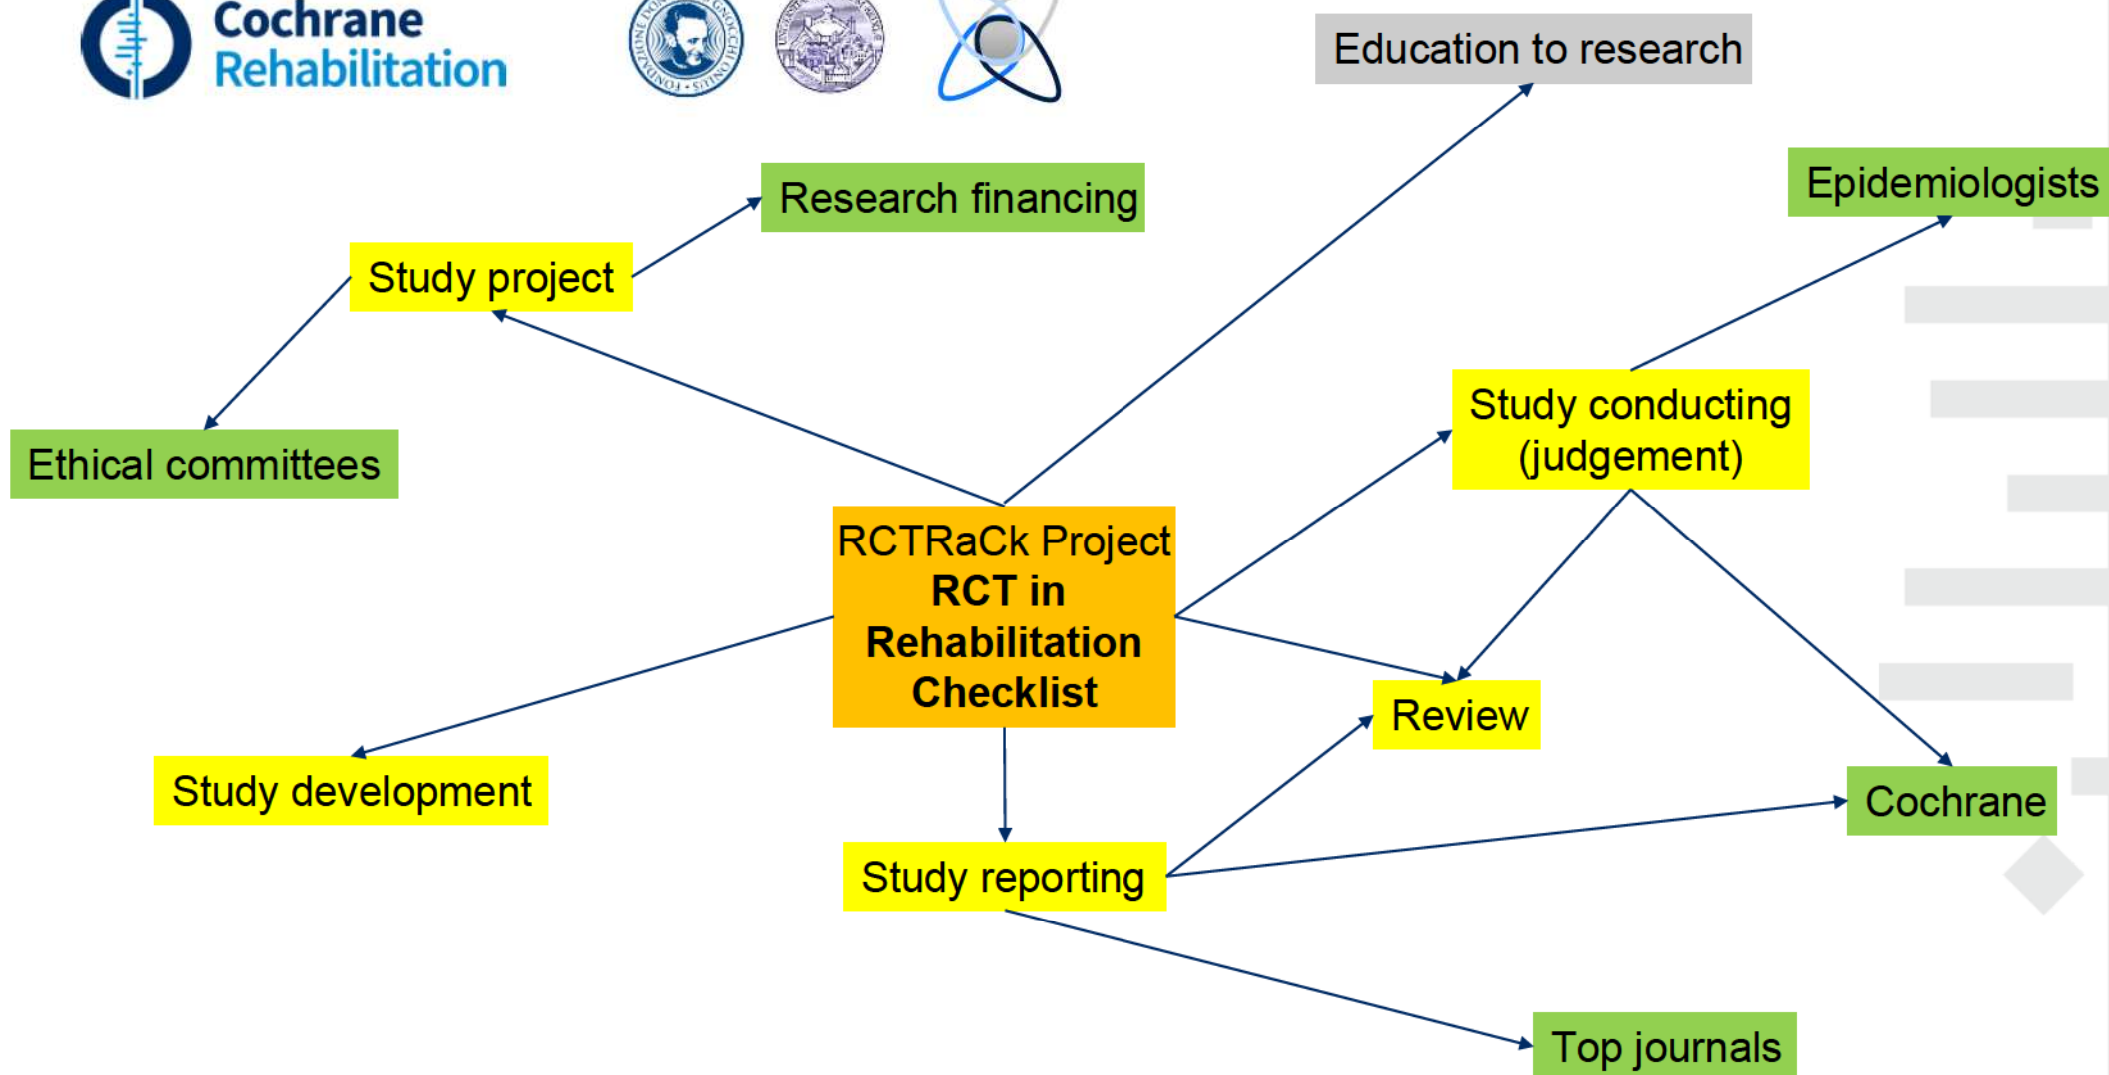 Cochrane
Rehabilitation
Education to research
Epidemiologists
Research financing
Study project
Study conducting
(judgement)
Ethical committees
RCTRaCk Project
RCT in
Rehabilitation
Checklist
Review
Study development
Cochrane
Study reporting
Top journals